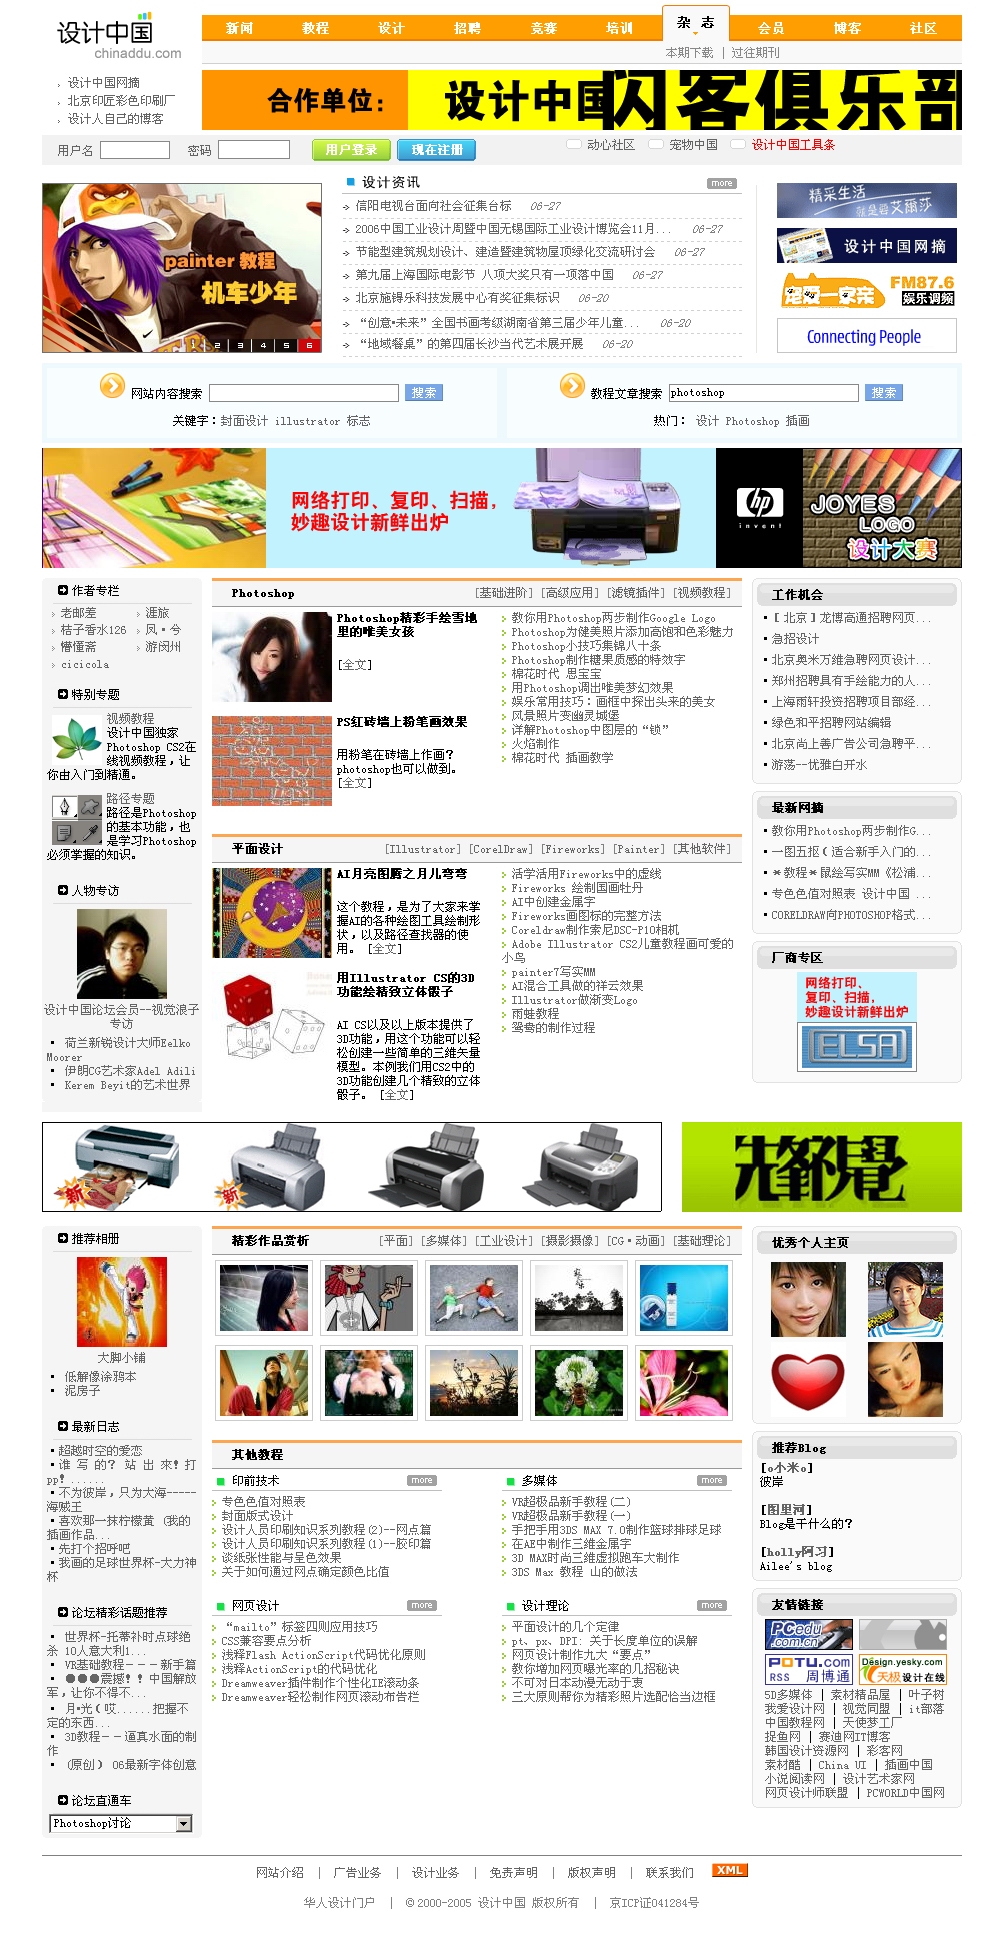 设计中国
chinaddu.com
新闻 教程 设计 招聘 竞赛 培训 杂志 会员 博客 社区
本期下载 | 过往期刊
设计中国网摘
北京印匠彩色印刷厂
设计人自己的博客
合作单位： 设计中国闪客俱乐部
用户名 密码 用户登录 现在注册 动心社区 宠物中国 设计中国工具条
painter 教程
机车少年
2 3 4 5 6
设计资讯 more
信阳电视台面向社会征集台标 06-27
2006中国工业设计周暨中国无锡国际工业设计博览会11月... 06-27
节能型建筑规划设计、建造暨建筑物屋顶绿化交流研讨会 06-27
第九届上海国际电影节 八项大奖只有一项落中国 06-27
北京施锝乐科技发展中心有奖征集标识 06-20
“创意•未来”全国书画考级湖南省第三届少年儿童... 06-20
“地域餐桌”的第四届长沙当代艺术展开展 06-20
精采生活
就是容艾丽莎
设计中国网摘
宠爱一家亲 FM87.6
娱乐调频
Connecting People
网站内容搜索 搜索
关键字：封面设计 illustrator 标志
教程文章搜索 photoshop 搜索
热门： 设计 Photoshop 插画
网络打印、复印、扫描，
妙趣设计新鲜出炉
hp
invent
JOYES
LOGO
设计大赛
作者专栏
老邮差 涯旅
桔子香水126 风·兮
懵懂斋 游闵州
cicicola
特别专题
视频教程
设计中国独家
Photoshop CS2在
线视频教程，让
你由入门到精通。
路径专题
路径是Photoshop
的基本功能，也
是学习Photoshop
必须掌握的知识。
人物专访
设计中国论坛会员--视觉浪子
专访
荷兰新锐设计大师Eelko
Moorer
伊朗CG艺术家Adel Adili
Kerem Beyit的艺术世界
Photoshop [基础进阶] [高级应用] [滤镜插件] [视频教程]
Photoshop精彩手绘雪地
里的唯美女孩
[全文]
PS红砖墙上粉笔画效果
用粉笔在砖墙上作画?
photoshop也可以做到。
[全文]
教你用Photoshop两步制作Google Logo
Photoshop为健美照片添加高饱和色彩魅力
Photoshop小技巧集锦八十条
Photoshop制作糖果质感的特效字
棉花时代 思宝宝
用Photoshop调出唯美梦幻效果
娱乐常用技巧：画框中探出头来的美女
风景照片变幽灵城堡
详解Photoshop中图层的“锁”
火焰制作
棉花时代 插画教学
平面设计 [Illustrator] [CorelDraw] [Fireworks] [Painter] [其他软件]
AI月亮图腾之月儿弯弯
这个教程，是为了大家来掌
握AI的各种绘图工具绘制形
状，以及路径查找器的使
用。 [全文]
用Illustrator CS的3D
功能绘精致立体骰子
AI CS以及以上版本提供了
3D功能，用这个功能可以轻
松创建一些简单的三维矢量
模型。本例我们用CS2中的
3D功能创建几个精致的立体
骰子。 [全文]
活学活用Fireworks中的虚线
Fireworks 绘制国画牡丹
AI中创建金属字
Fireworks画图标的完整方法
Coreldraw制作索尼DSC-P10相机
Adobe Illustrator CS2儿童教程画可爱的
小鸟
painter7写实MM
AI混合工具做的祥云效果
Illustrator做渐变Logo
雨蛙教程
鸳鸯的制作过程
工作机会
【北京】龙博高通招聘网页...
急招设计
北京奥米万维急聘网页设计...
郑州招聘具有手绘能力的人...
上海雨轩投资招聘项目部经...
绿色和平招聘网站编辑
北京尚上善广告公司急聘平...
游荡--优雅白开水
最新网摘
教你用Photoshop两步制作G...
一图五抠（适合新手入门的...
＊教程＊鼠绘写实MM《松浦...
专色色值对照表 设计中国 ...
CORELDRAW向PHOTOSHOP格式...
厂商专区
网络打印、
复印、扫描，
妙趣设计新鲜出炉
ELSA
新 新
先锋视觉
推荐相册
大脚小铺
低解像涂鸦本
泥房子
最新日志
超越时空的爱恋
谁写的？站出來！打
pp! ......
不为彼岸，只为大海-----
海贼王
喜欢那一抹柠檬黄 (我的
插画作品...
先打个招呼吧
我画的足球世界杯-大力神
杯
论坛精彩话题推荐
世界杯-托蒂补时点球绝
杀 10人意大利1...
VR基础教程－－－新手篇
●●●震撼！！中国解放
军，让你不得不...
月·光（哎......把握不
定的东西...
3D教程－－逼真水面的制
作
(原创） 06最新字体创意
论坛直通车
Photoshop讨论
精彩作品赏析 [平面] [多媒体] [工业设计] [摄影摄像] [CG·动画] [基础理论]
其他教程
印前技术 more
专色色值对照表
封面版式设计
设计人员印刷知识系列教程(2)--网点篇
设计人员印刷知识系列教程(1)--胶印篇
谈纸张性能与呈色效果
关于如何通过网点确定颜色比值
多媒体 more
VR超极品新手教程(二)
VR超极品新手教程(一)
手把手用3DS MAX 7.0制作篮球排球足球
在AE中制作三维金属字
3D MAX时尚三维虚拟跑车大制作
3DS Max 教程 山的做法
网页设计 more
“mailto”标签四则应用技巧
CSS兼容要点分析
浅释Flash ActionScript代码优化原则
浅释ActionScript的代码优化
Dreamweaver插件制作个性化IE滚动条
Dreamweaver轻松制作网页滚动布告栏
设计理论 more
平面设计的几个定律
pt、px、DPI: 关于长度单位的误解
网页设计制作九大“要点”
教你增加网页曝光率的几招秘诀
不可对日本动漫无动于衷
三大原则帮你为精彩照片选配恰当边框
优秀个人主页
推荐Blog
[o小米o]
彼岸
[图里河]
Blog是干什么的?
[holly阿习]
Ailee's blog
友情链接
PCedu
.com.cn
POTU.com
RSS 周博通
Design.yesky.com
天极设计在线
5D多媒体 | 素材精品屋 | 叶子树
我爱设计网 | 视觉同盟 | it部落
中国教程网 | 天使梦工厂
捉鱼网 | 赛迪网IT博客
韩国设计资源网 | 彩客网
素材酷 | China UI | 插画中国
小说阅读网 | 设计艺术家网
网页设计师联盟 | PCWORLD中国网
网站介绍 | 广告业务 | 设计业务 | 免责声明 | 版权声明 | 联系我们 XML
华人设计门户 | © 2000-2005 设计中国 版权所有 | 京ICP证041284号